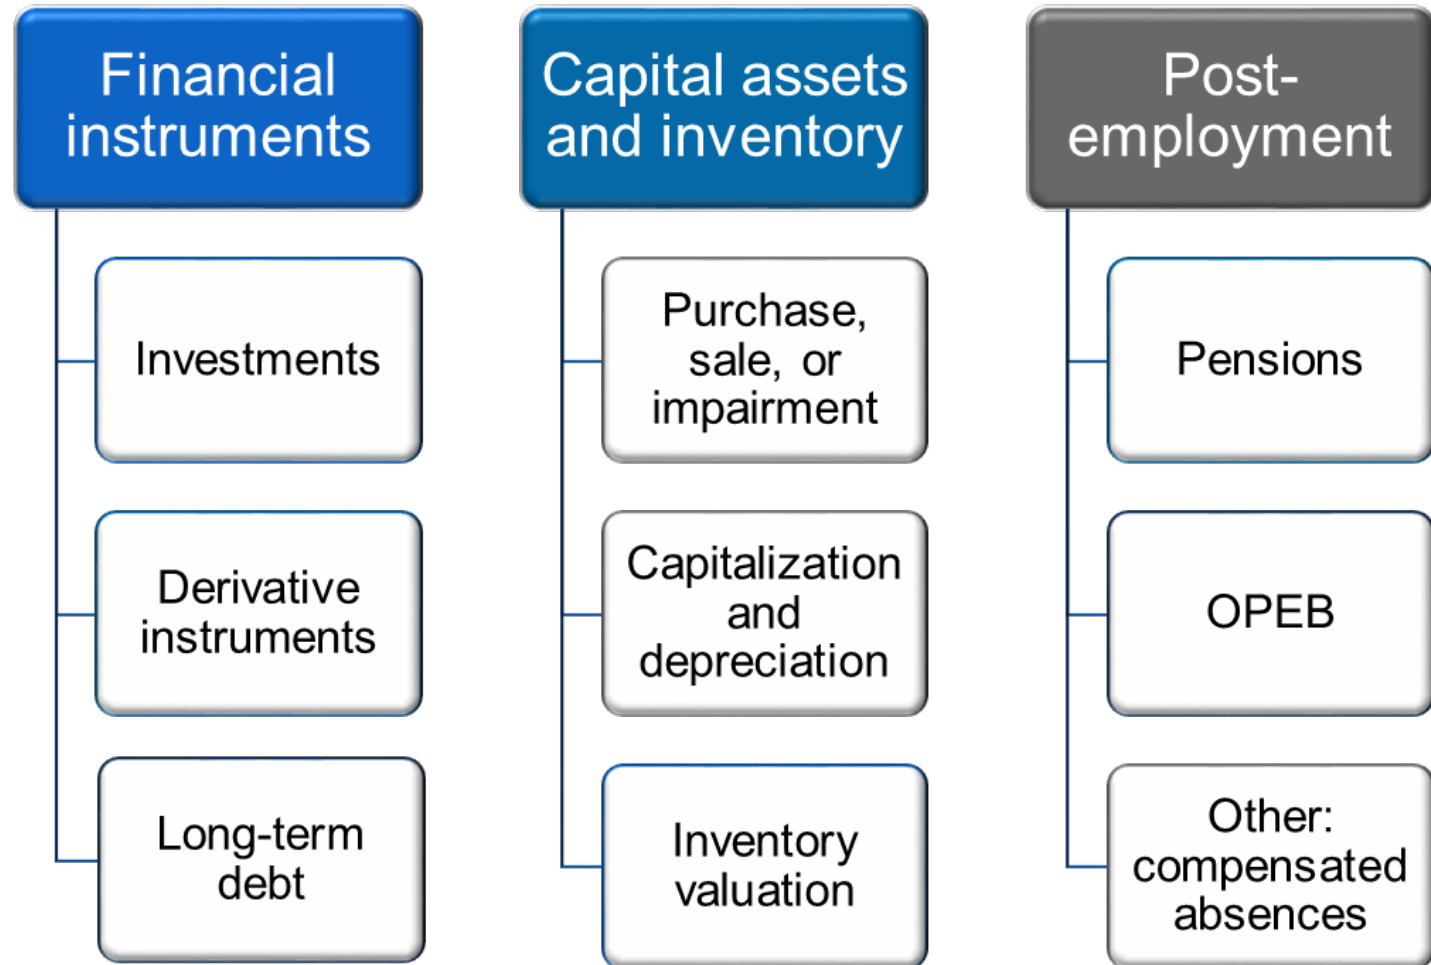 Financial
instruments
Investments
Derivative
instruments
Long-term
debt
Capital assets
and inventory
Purchase,
sale, or
impairment
Capitalization
and
depreciation
Inventory
valuation
Post-
employment
Pensions
OPEB
Other:
compensated
absences